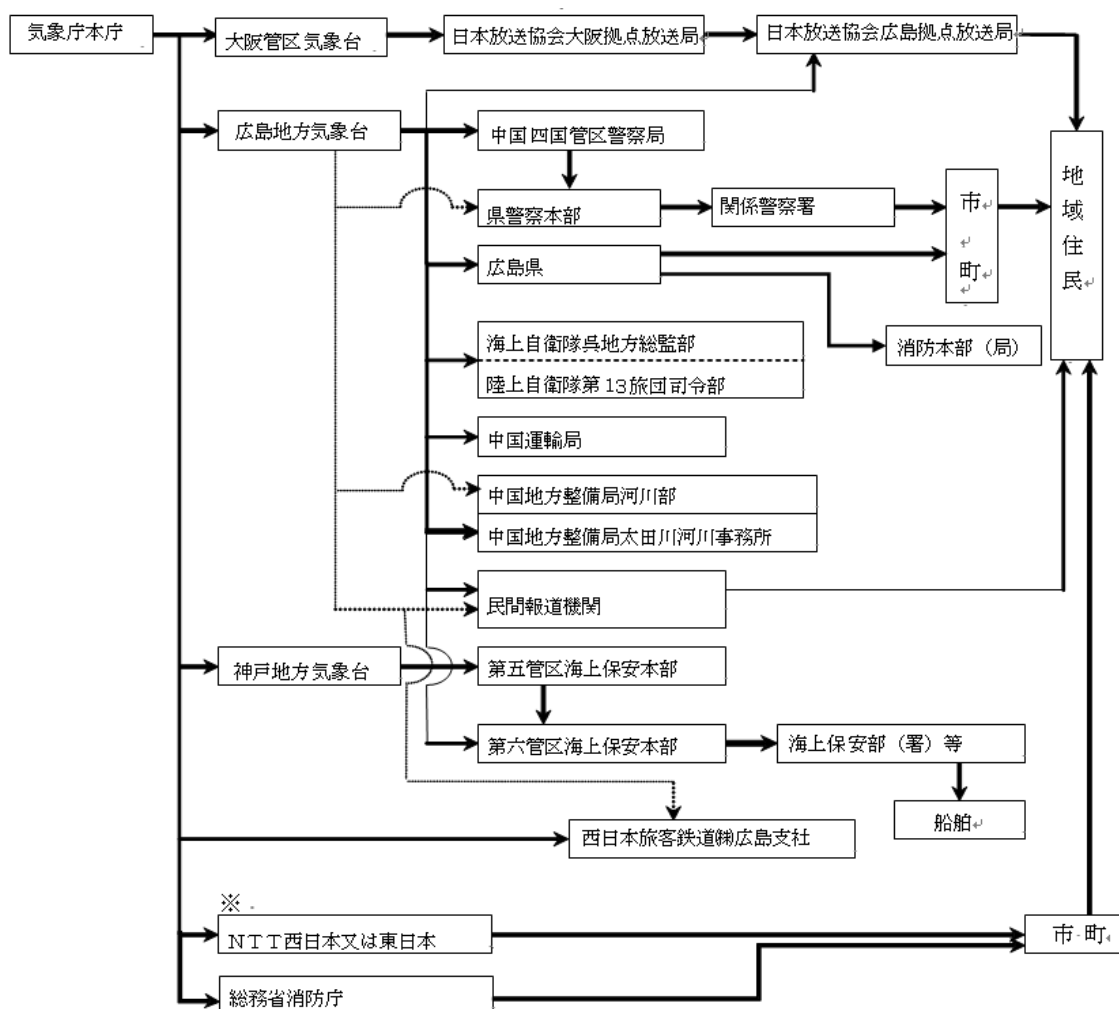 気象庁本庁
大阪管区気象台
日本放送協会大阪拠点放送局
日本放送協会広島拠点放送局
広島地方気象台
中国四国管区警察局
県警察本部
関係警察署
市
町
地
域
住
民
広島県
消防本部(局)
海上自衛隊呉地方総監部
陸上自衛隊第13旅団司令部
中国運輸局
中国地方整備局河川部
中国地方整備局太田川河川事務所
民間報道機関
神戸地方気象台
第五管区海上保安本部
第六管区海上保安本部
海上保安部(署)等
船舶
西日本旅客鉄道㈱広島支社
※
NTT西日本又は東日本
市・町
総務省消防庁